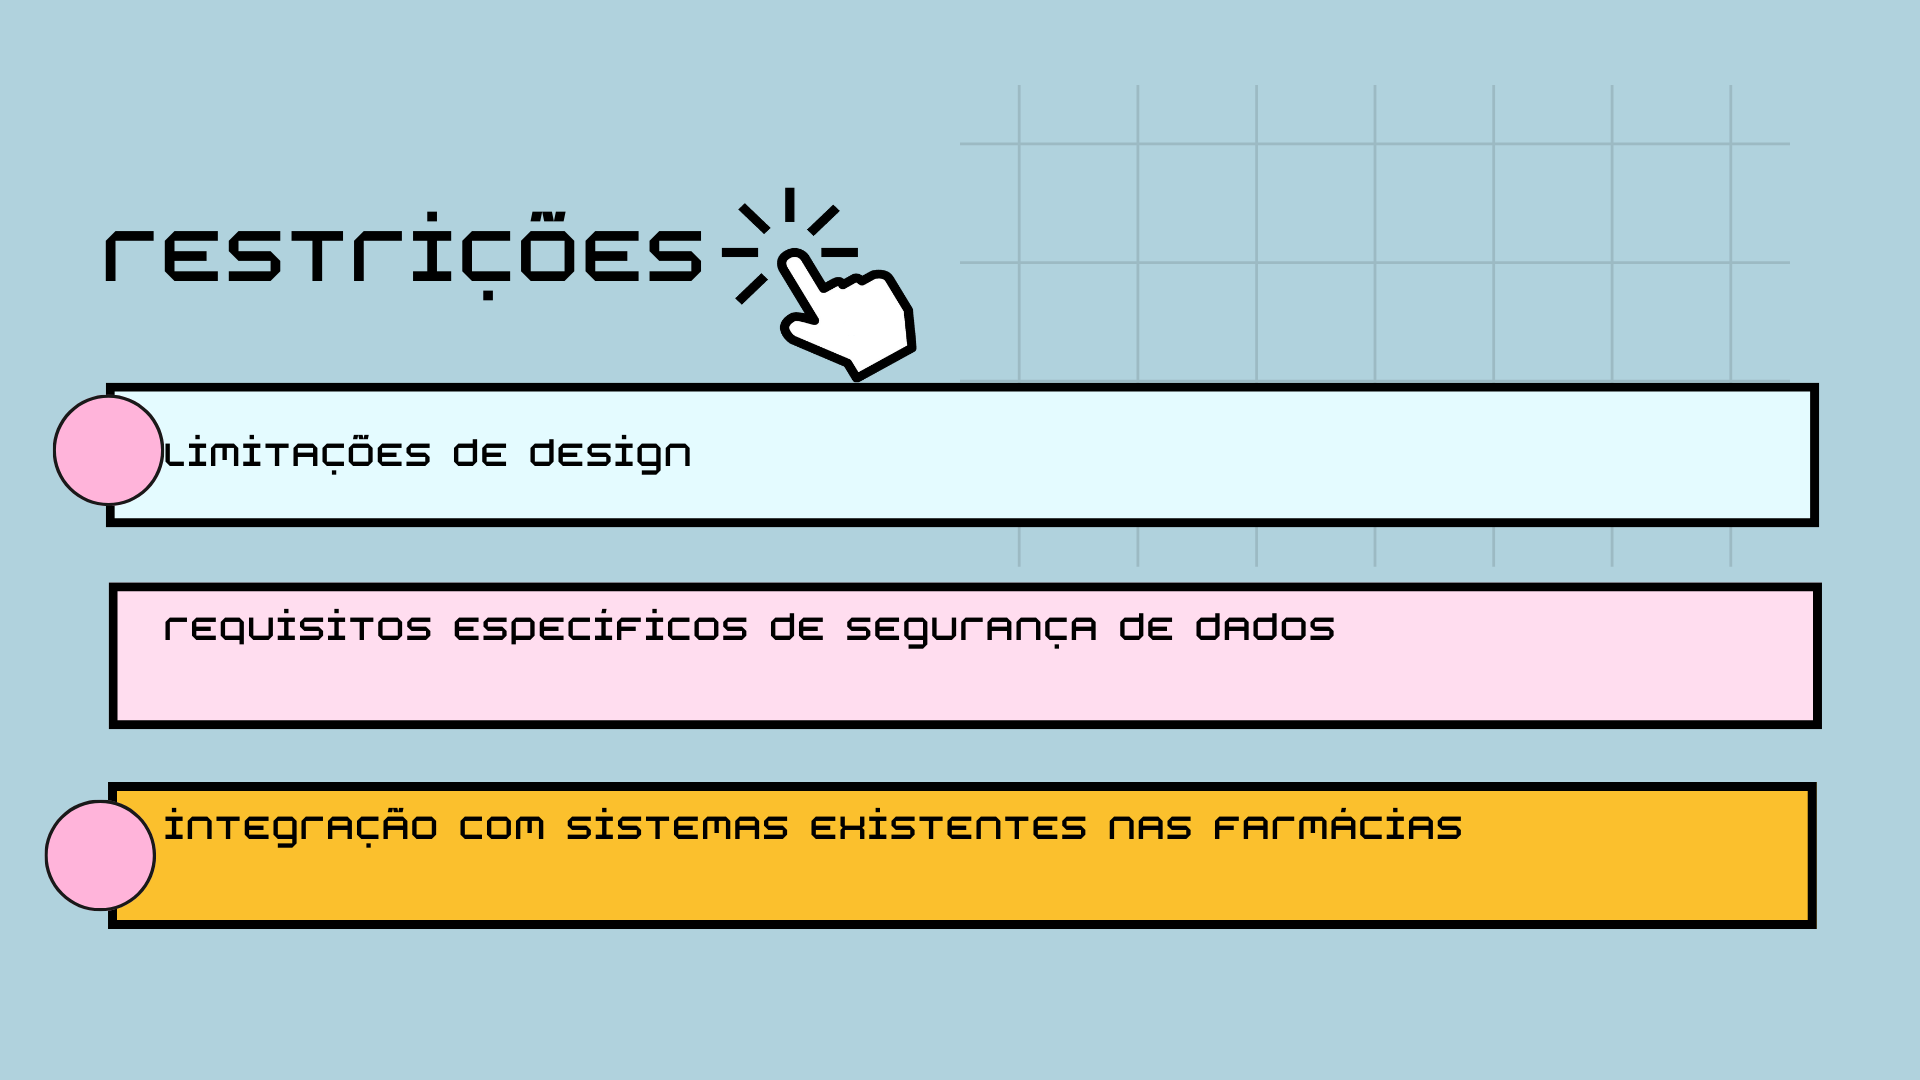 restrições
Limitações de design
requisitos específicos de segurança de dados
integração com sistemas existentes nas farmácias